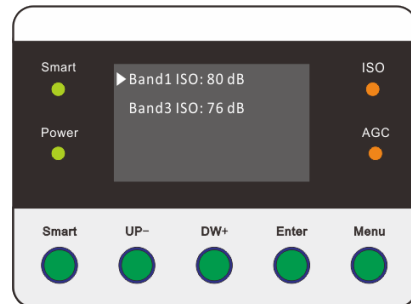 Smart
ISO
Band1 ISO: 80 dB
Band3 ISO: 76 dB
Power
AGC
Smart
UP−
DW+
Enter
Menu